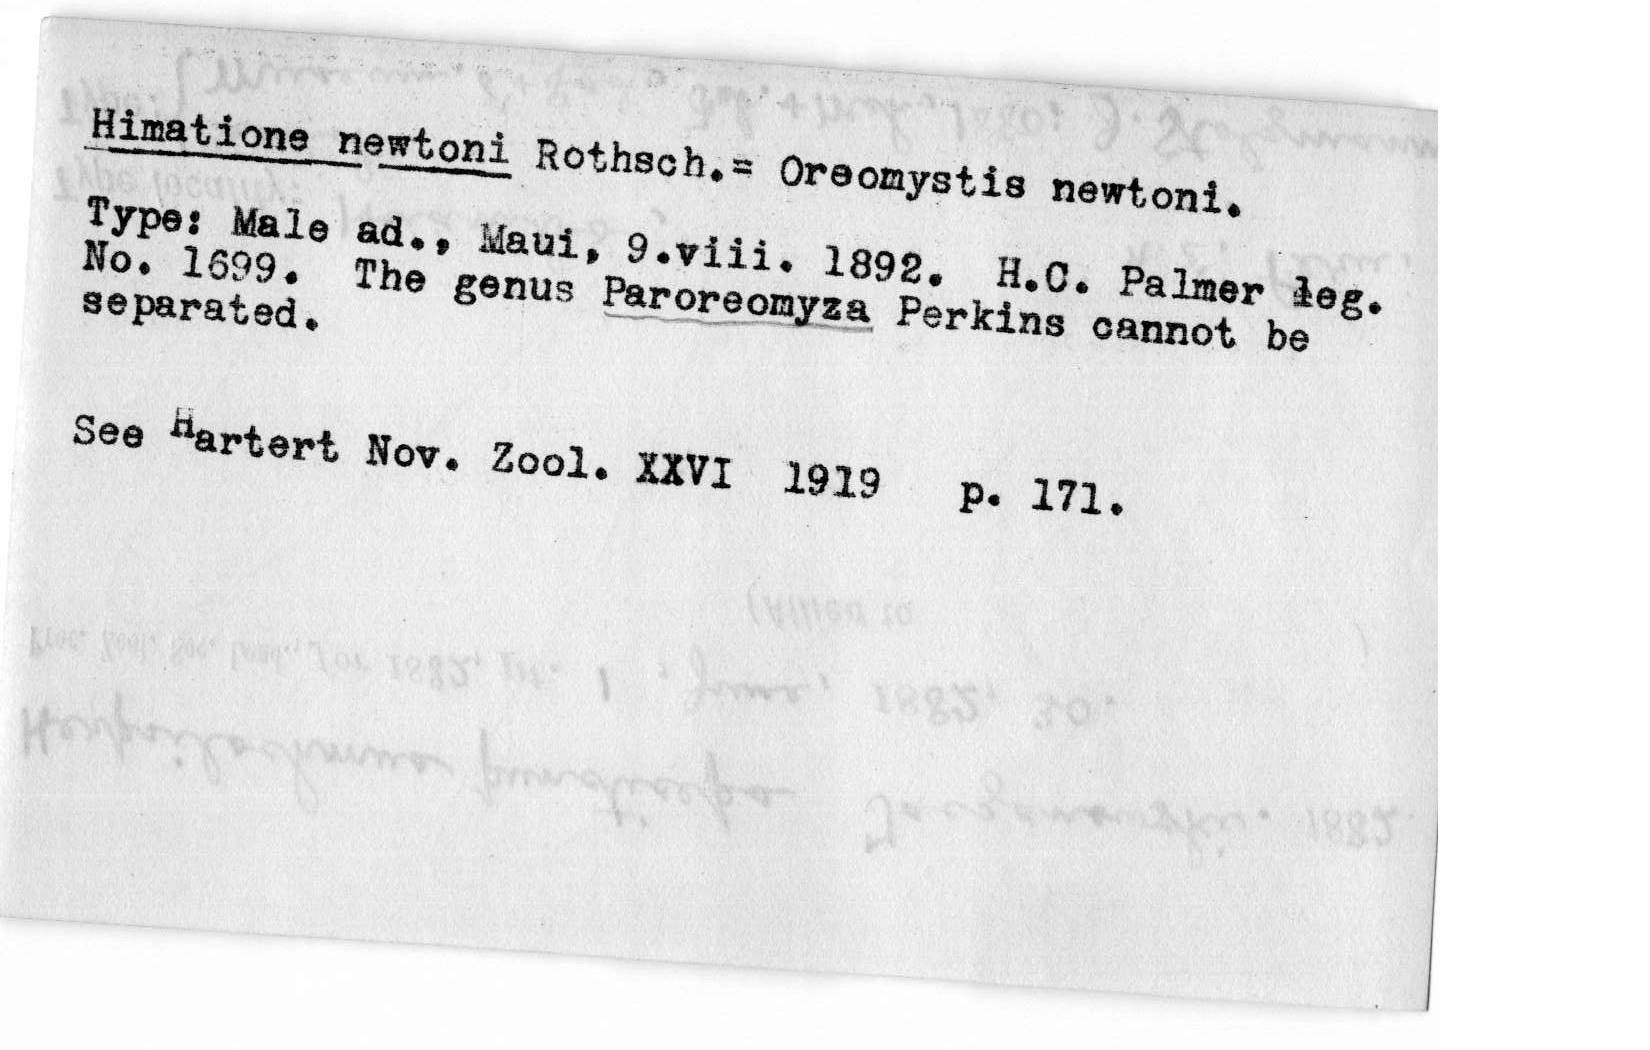 Himatione newtoni Rothsch.= Oreomystis newtoni.
Type: Male ad., Maui, 9.viii. 1892. H.C. Palmer leg.
No. 1699. The genus Paroreomyza Perkins cannot be
separated.
See Hartert Nov. Zool. XXVI 1919 p. 171.